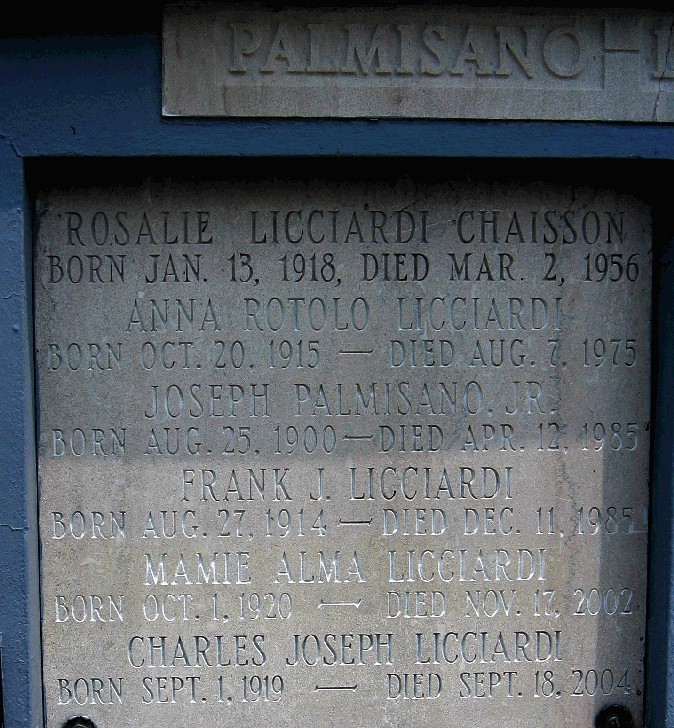 PALMISANO-
ROSALIE LICCIARDI CHAISSON
BORN JAN. 13, 1918, DIED MAR. 2, 1956
ANNA ROTOLO LICCIARDI
BORN OCT. 20. 1915 — DIED AUG. 7, 1975
JOSEPH PALMISANO, JR.
BORN AUG. 25, 1900 — DIED APR. 12, 1985
FRANK J. LICCIARDI
BORN AUG. 27, 1914 — DIED DEC. 11, 1985
MAMIE ALMA LICCIARDI
BORN OCT. 1, 1920 — DIED NOV. 17, 2002
CHARLES JOSEPH LICCIARDI
BORN SEPT. 1, 1919 — DIED SEPT. 18, 2004